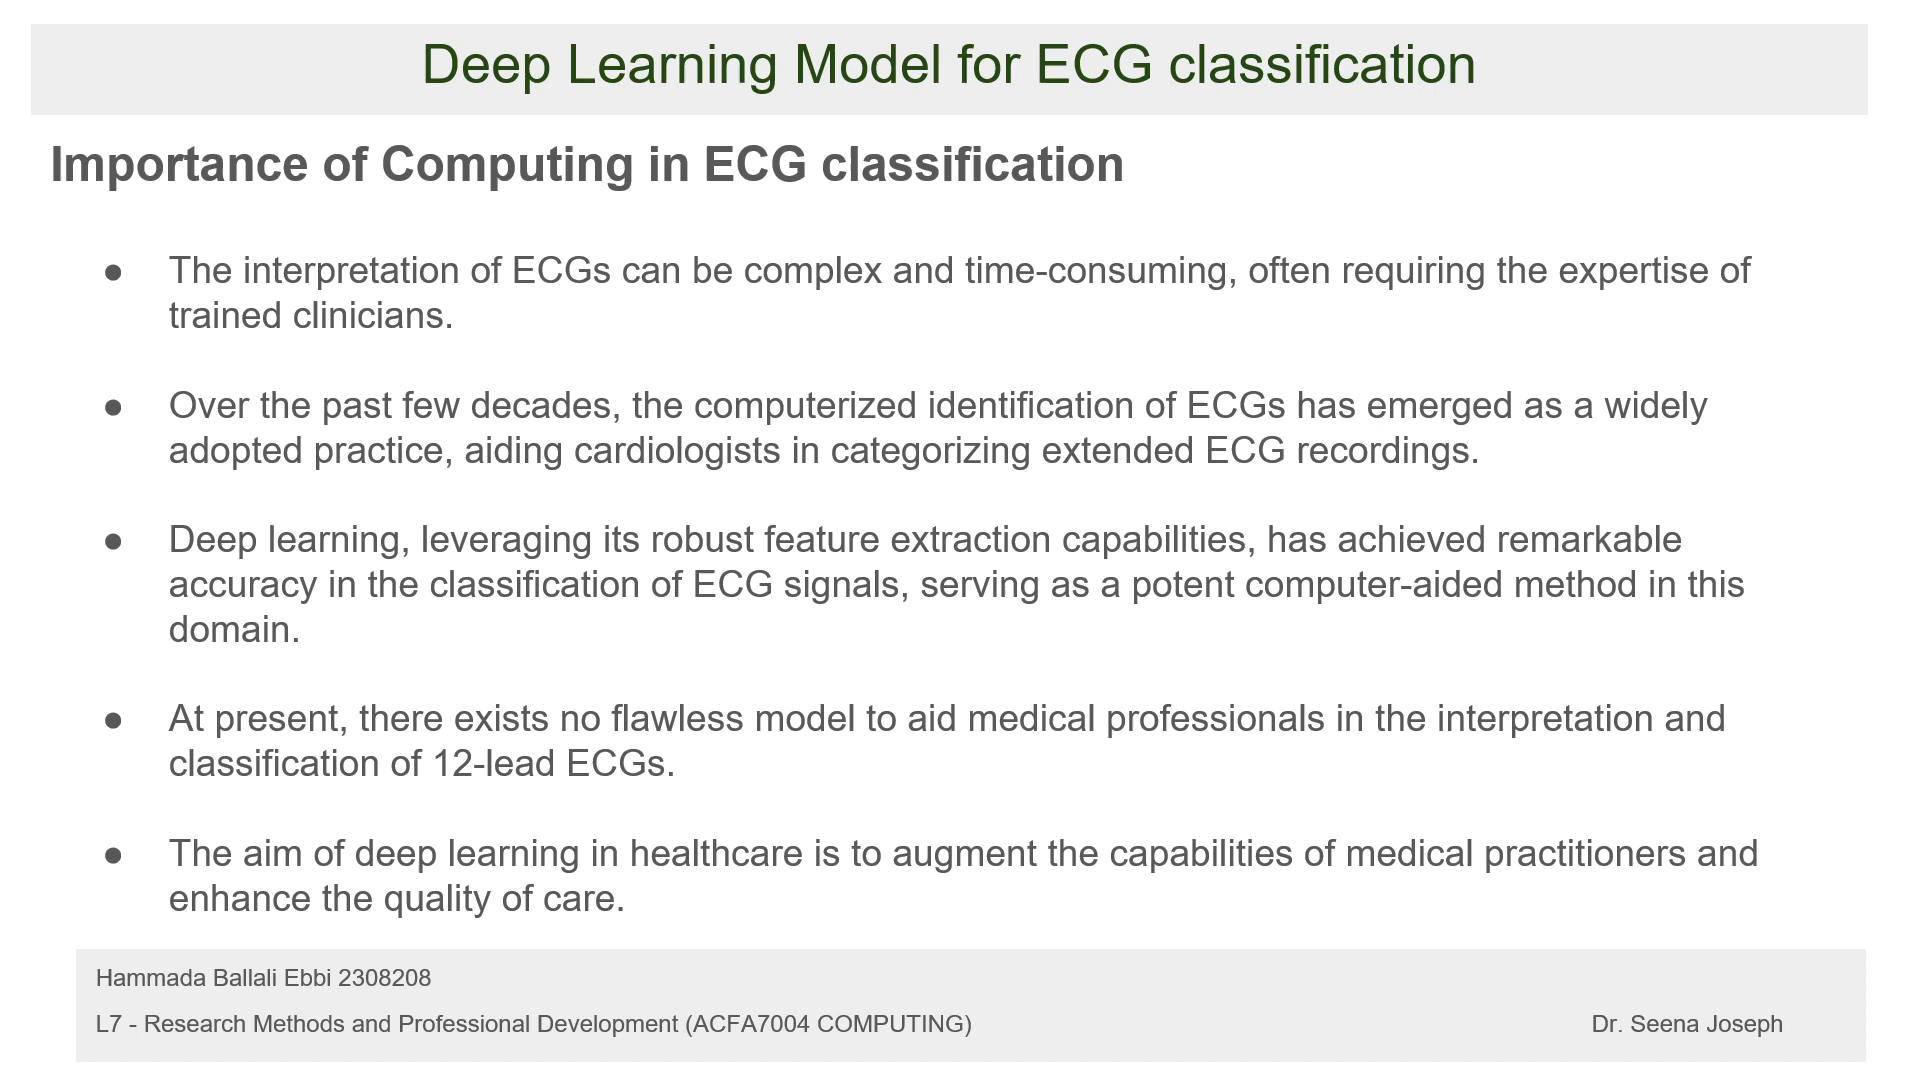 Deep Learning Model for ECG classification
Importance of Computing in ECG classification
● The interpretation of ECGs can be complex and time-consuming, often requiring the expertise of
trained clinicians.
● Over the past few decades, the computerized identification of ECGs has emerged as a widely
adopted practice, aiding cardiologists in categorizing extended ECG recordings.
● Deep learning, leveraging its robust feature extraction capabilities, has achieved remarkable
accuracy in the classification of ECG signals, serving as a potent computer-aided method in this
domain.
● At present, there exists no flawless model to aid medical professionals in the interpretation and
classification of 12-lead ECGs.
● The aim of deep learning in healthcare is to augment the capabilities of medical practitioners and
enhance the quality of care.
Hammada Ballali Ebbi 2308208
L7 - Research Methods and Professional Development (ACFA7004 COMPUTING) Dr. Seena Joseph